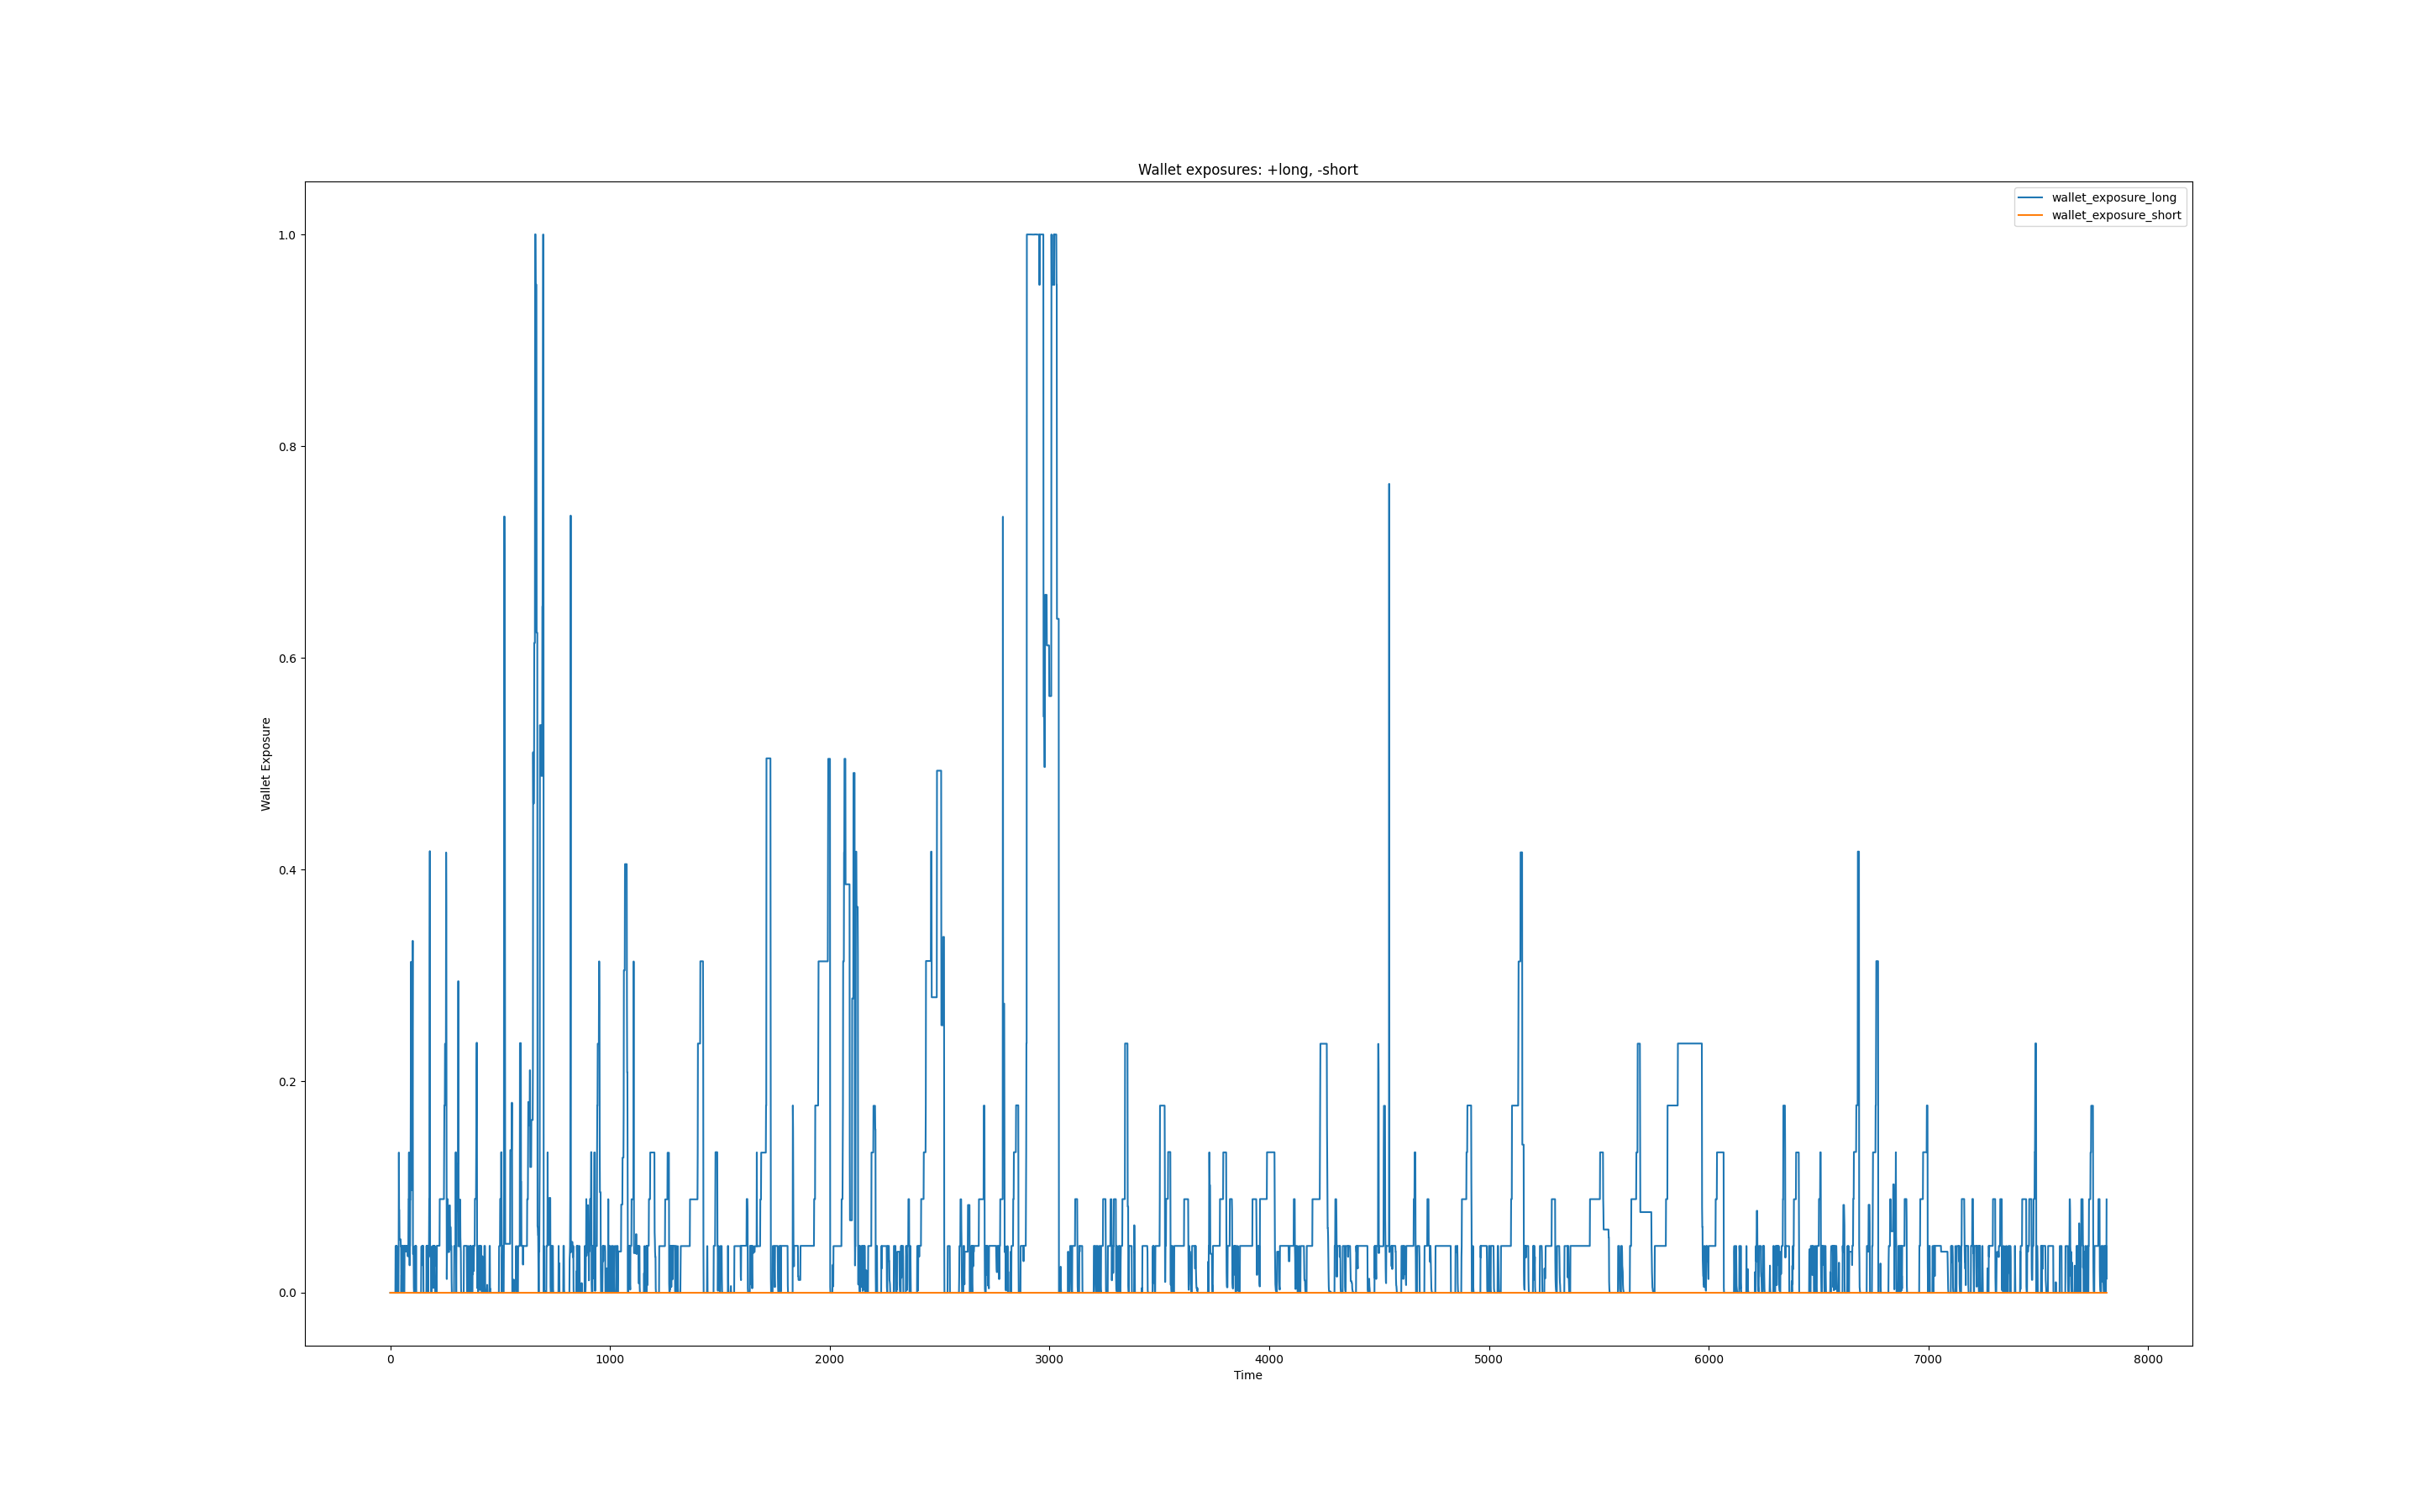 Wallet exposures: +long, -short
wallet_exposure_long
wallet_exposure_short
1.0
0.8
0.6
0.4
0.2
0.0
Wallet Exposure
0 1000 2000 3000 4000 5000 6000 7000 8000
Time